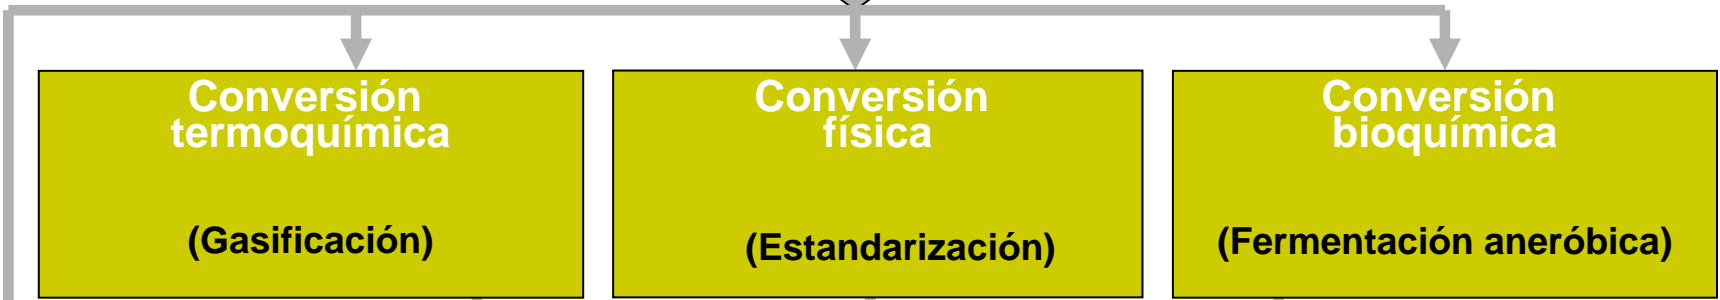 Conversión
termoquímica
(Gasificación)
Conversión
física
(Estandarización)
Conversión
bioquímica
(Fermentación aneróbica)